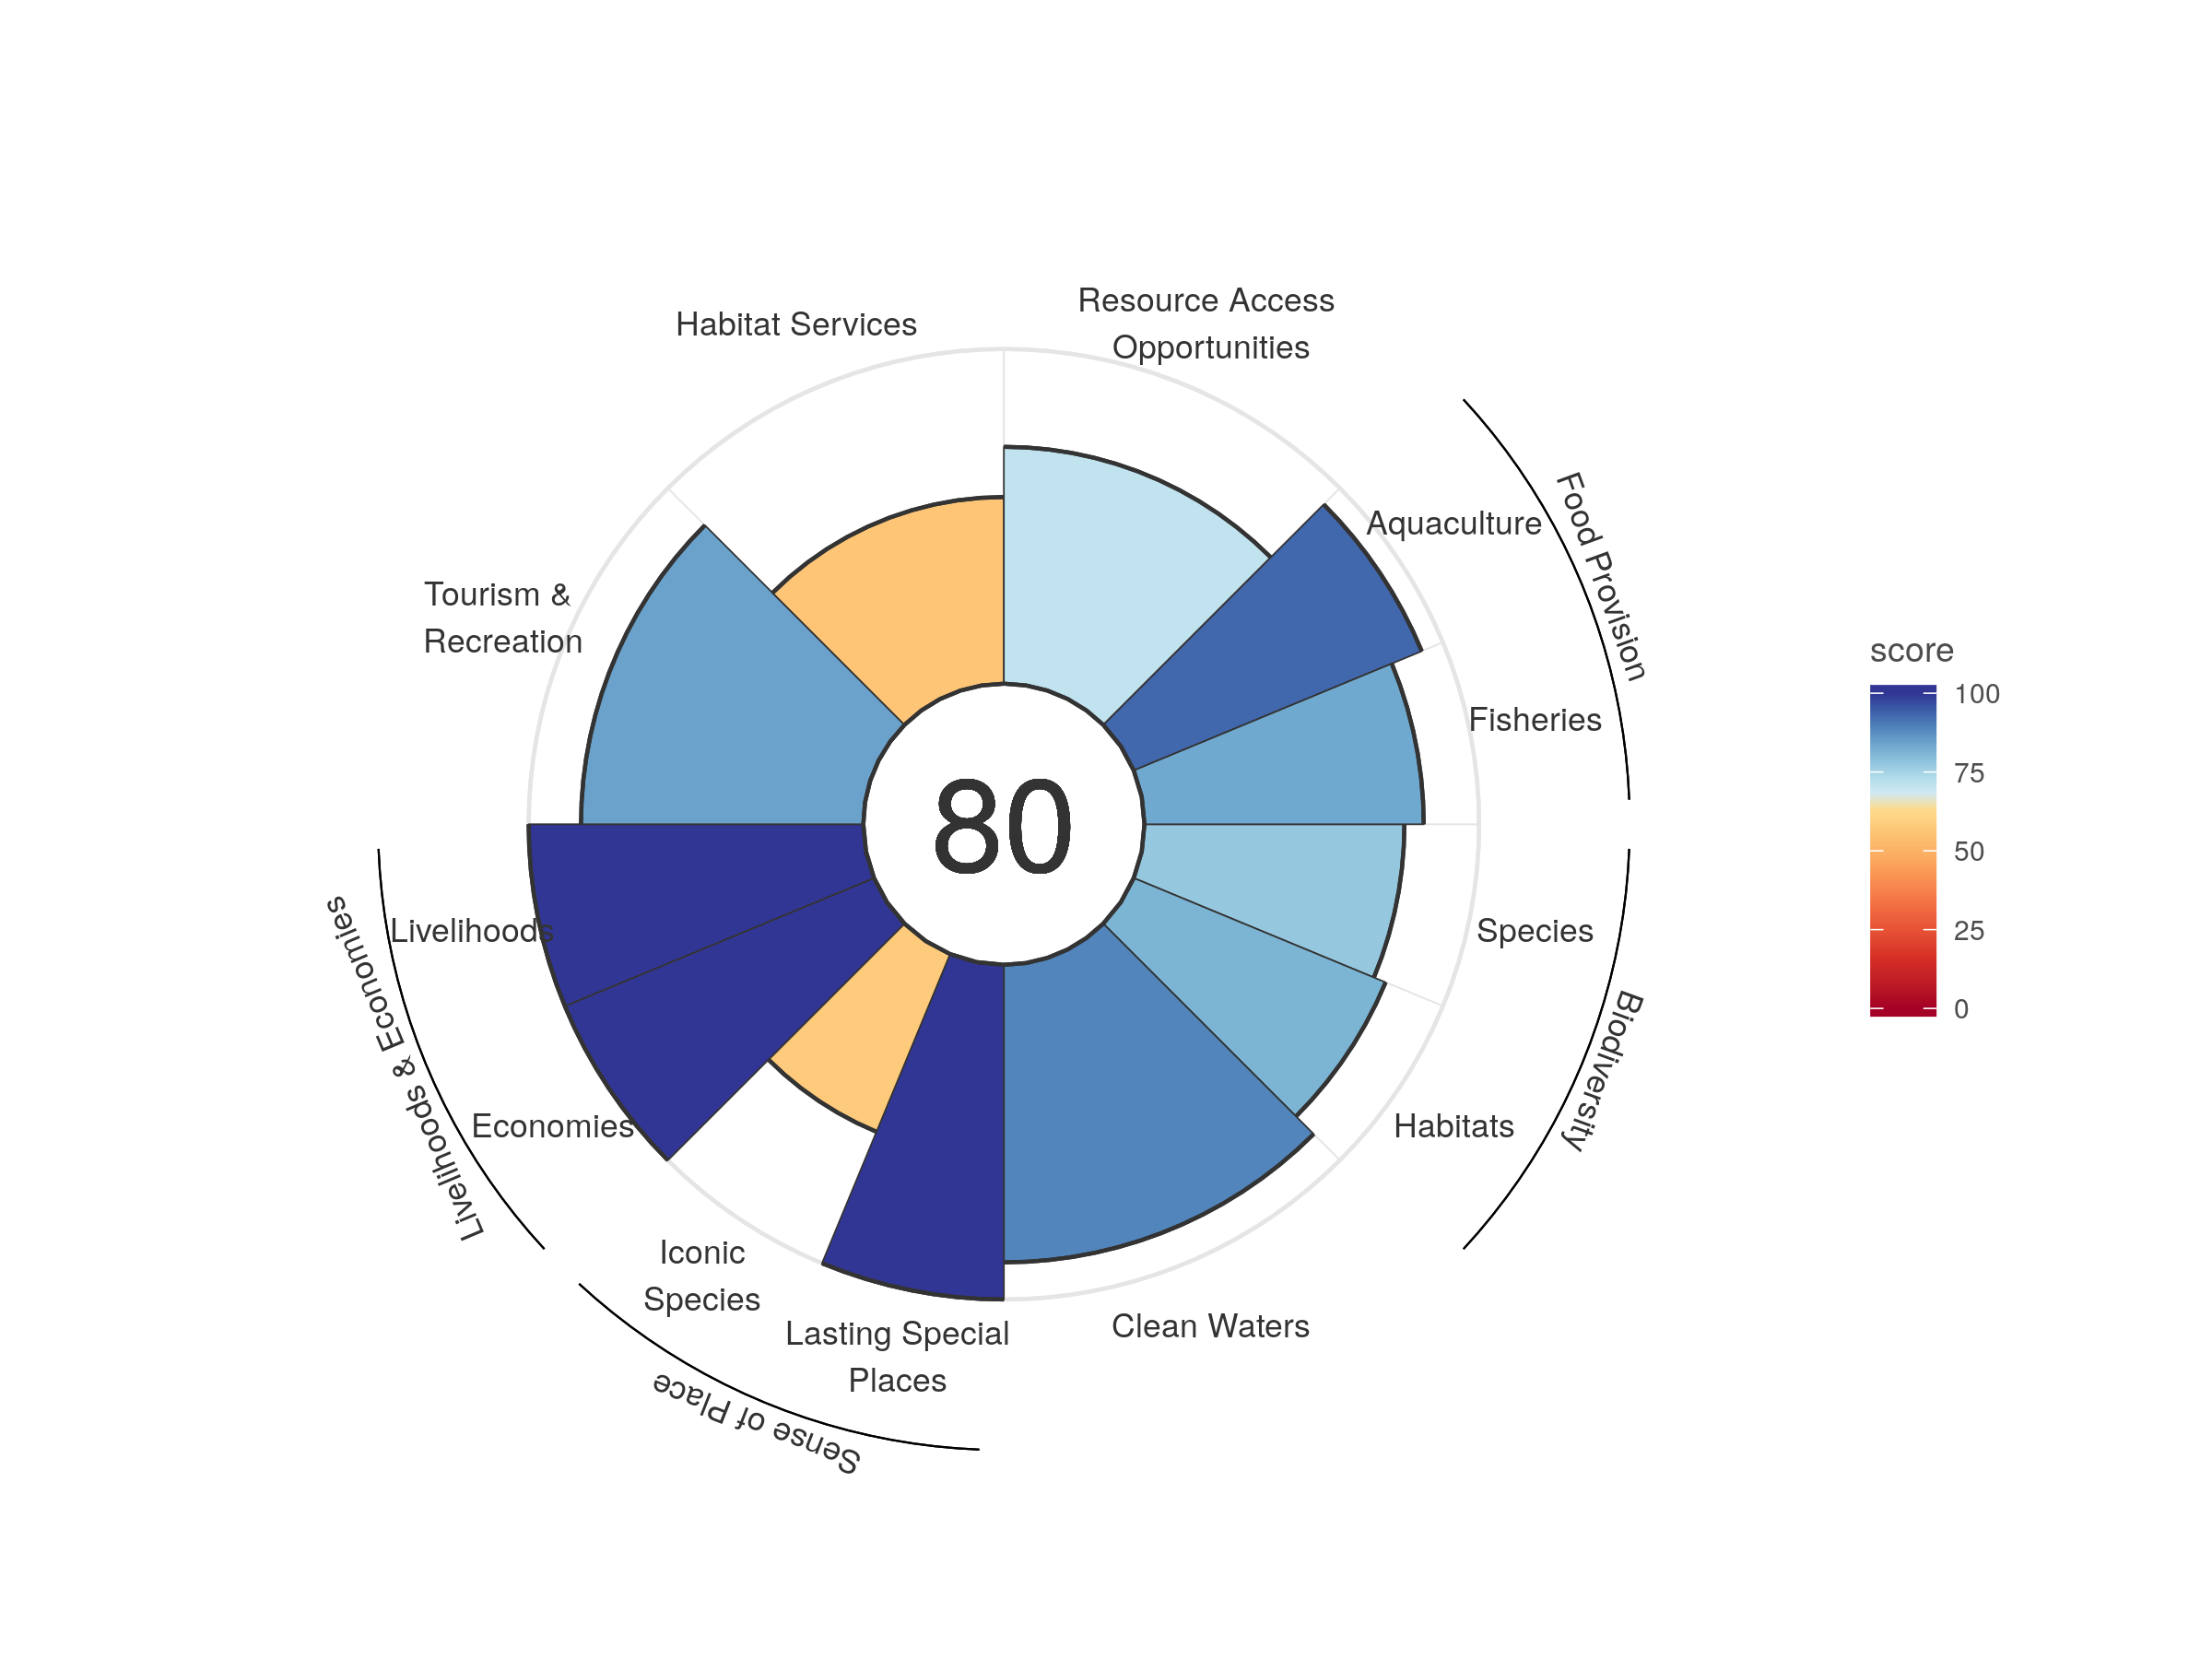 Resource Access
Opportunities
Habitat Services
Aquaculture
Food Provision
Tourism &
Recreation
Fisheries
score
100
75
50
25
0
80
Livelihoods
Species
Livelihoods & Economies
Biodiversity
Economies
Habitats
Iconic
Species
Lasting Special
Places
Clean Waters
Sense of Place